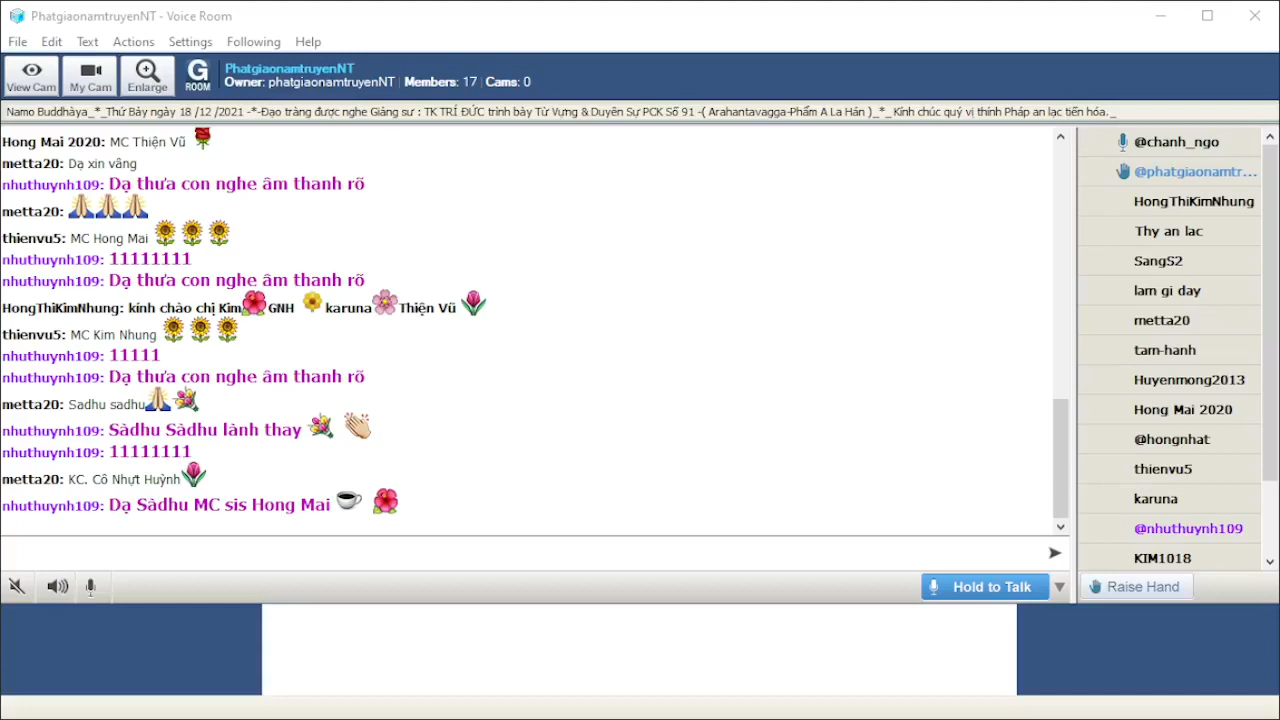 PhatgiaonamtruyenNT - Voice Room
File Edit Text Actions Settings Following Help
View Cam My Cam Enlarge G ROOM
PhatgiaonamtruyenNT
Owner: phatgiaonamtruyenNT | Members: 17 | Cams: 0
Namo Buddhàya_*_Thứ Bảy ngày 18 /12 /2021 -*-Đạo tràng được nghe Giảng sư : TK TRÍ ĐỨC trình bày Từ Vựng & Duyên Sự PCK Số 91 -( Arahantavagga-Phẩm A La Hán )_*_Kính chúc quý vị thính Pháp an lạc tiến hóa._
Hong Mai 2020: MC Thiện Vũ
metta20: Dạ xin vâng
nhuthuynh109: Dạ thưa con nghe âm thanh rõ
metta20:
thienvu5: MC Hong Mai
nhuthuynh109: 11111111
nhuthuynh109: Dạ thưa con nghe âm thanh rõ
HongThiKimNhung: kính chào chị Kim GNH karuna Thiện Vũ
thienvu5: MC Kim Nhung
nhuthuynh109: 11111
nhuthuynh109: Dạ thưa con nghe âm thanh rõ
metta20: Sadhu sadhu
nhuthuynh109: Sàdhu Sàdhu lành thay
nhuthuynh109: 11111111
metta20: KC. Cô Nhựt Huỳnh
nhuthuynh109: Dạ Sàdhu MC sis Hong Mai
@chanh_ngo
@phatgiaonamtr...
HongThiKimNhung
Thy an lac
SangS2
lam gi day
metta20
tam-hanh
Huyenmong2013
Hong Mai 2020
@hongnhat
thienvu5
karuna
@nhuthuynh109
KIM1018
Hold to Talk
Raise Hand